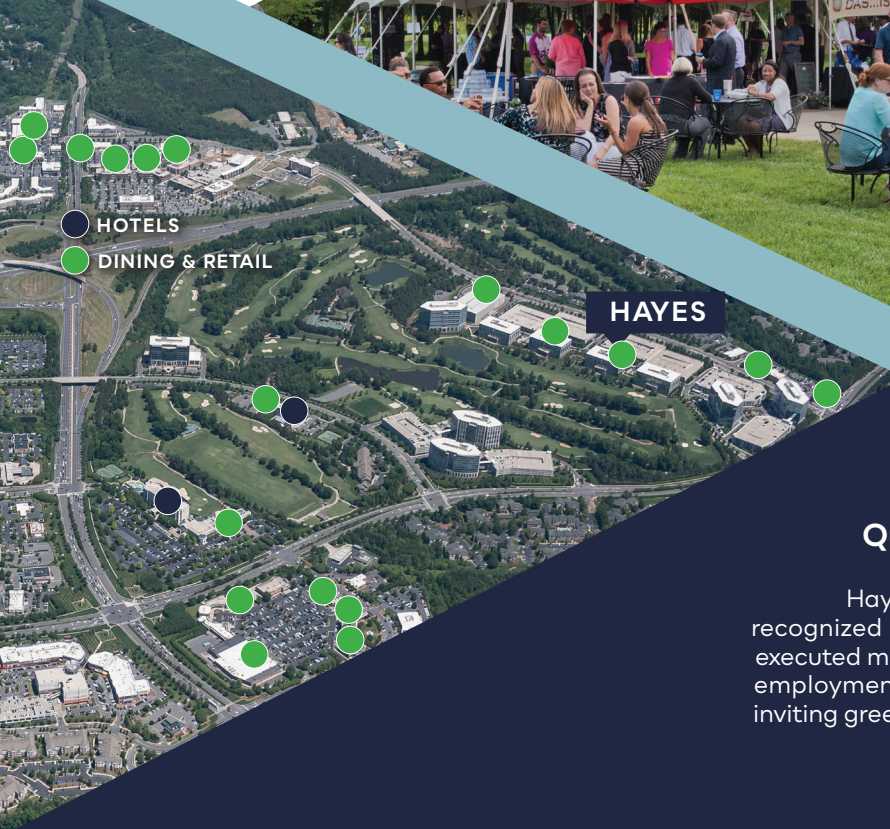 HOTELS
DINING & RETAIL
HAYES
Q
Hay
recognized
executed m
employmen
inviting gree